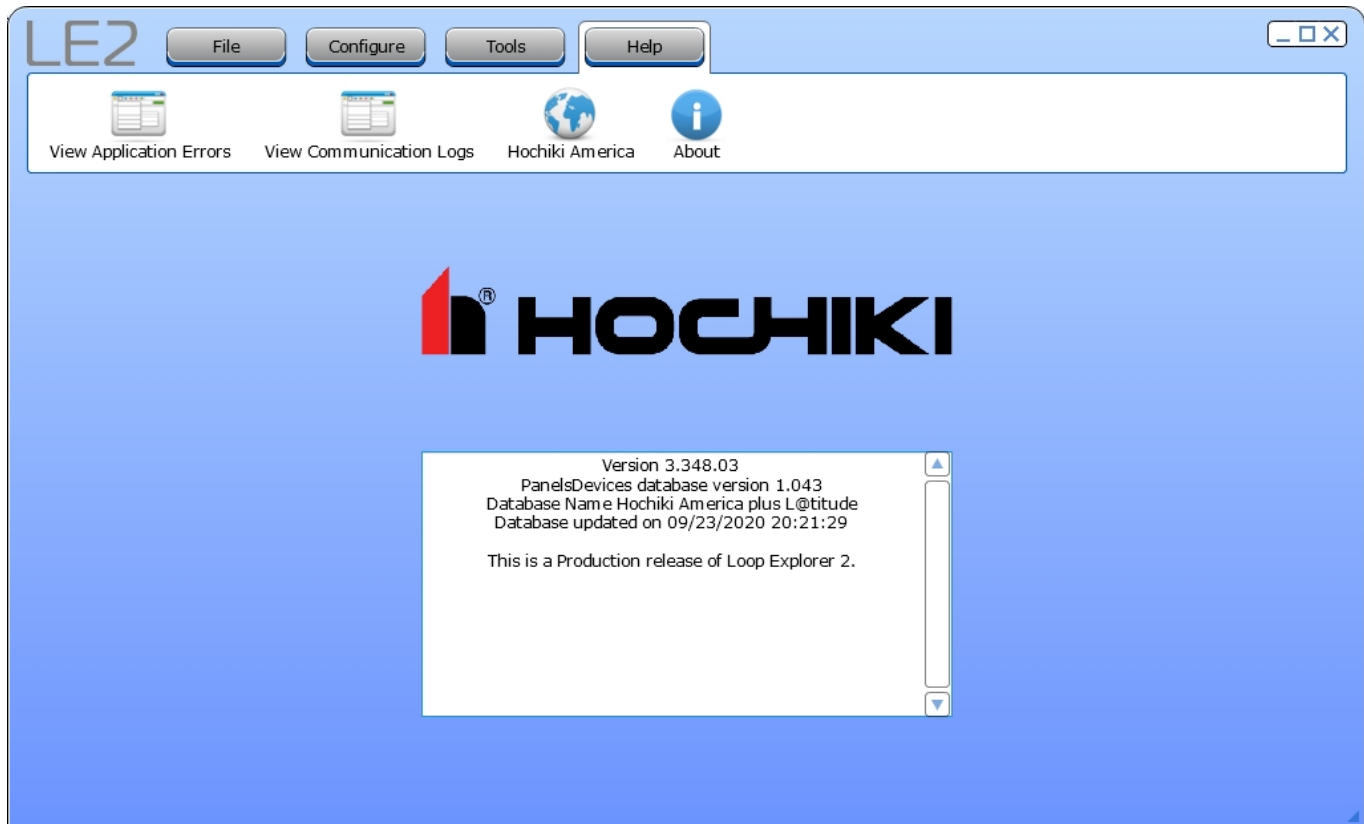 LE2 File Configure Tools Help
View Application Errors View Communication Logs Hochiki America About
® HOCHIKI
Version 3.348.03
PanelsDevices database version 1.043
Database Name Hochiki America plus L@titude
Database updated on 09/23/2020 20:21:29
This is a Production release of Loop Explorer 2.